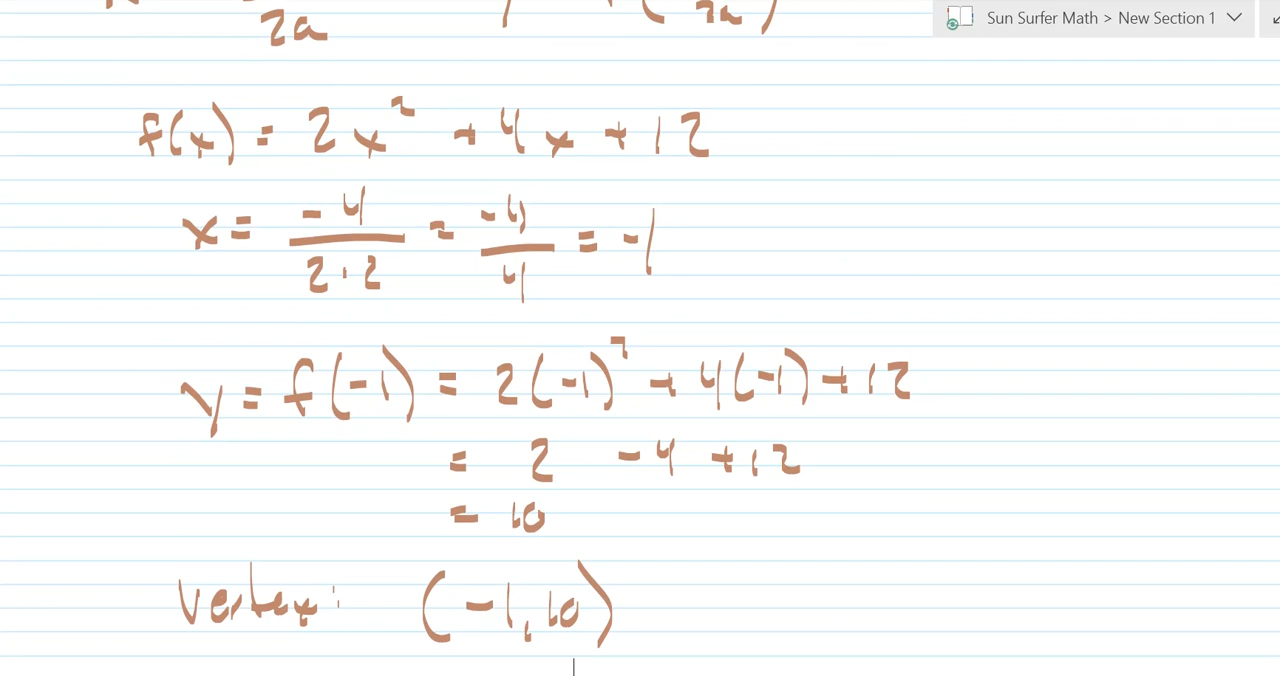 Sun Surfer Math > New Section 1
2a
f(x) = 2x² + 4x + 12
x = -4/2·2 = -4/4 = -1
y = f(-1) = 2(-1)² + 4(-1) + 12
= 2 - 4 + 12
= 10
vertex: (-1, 10)